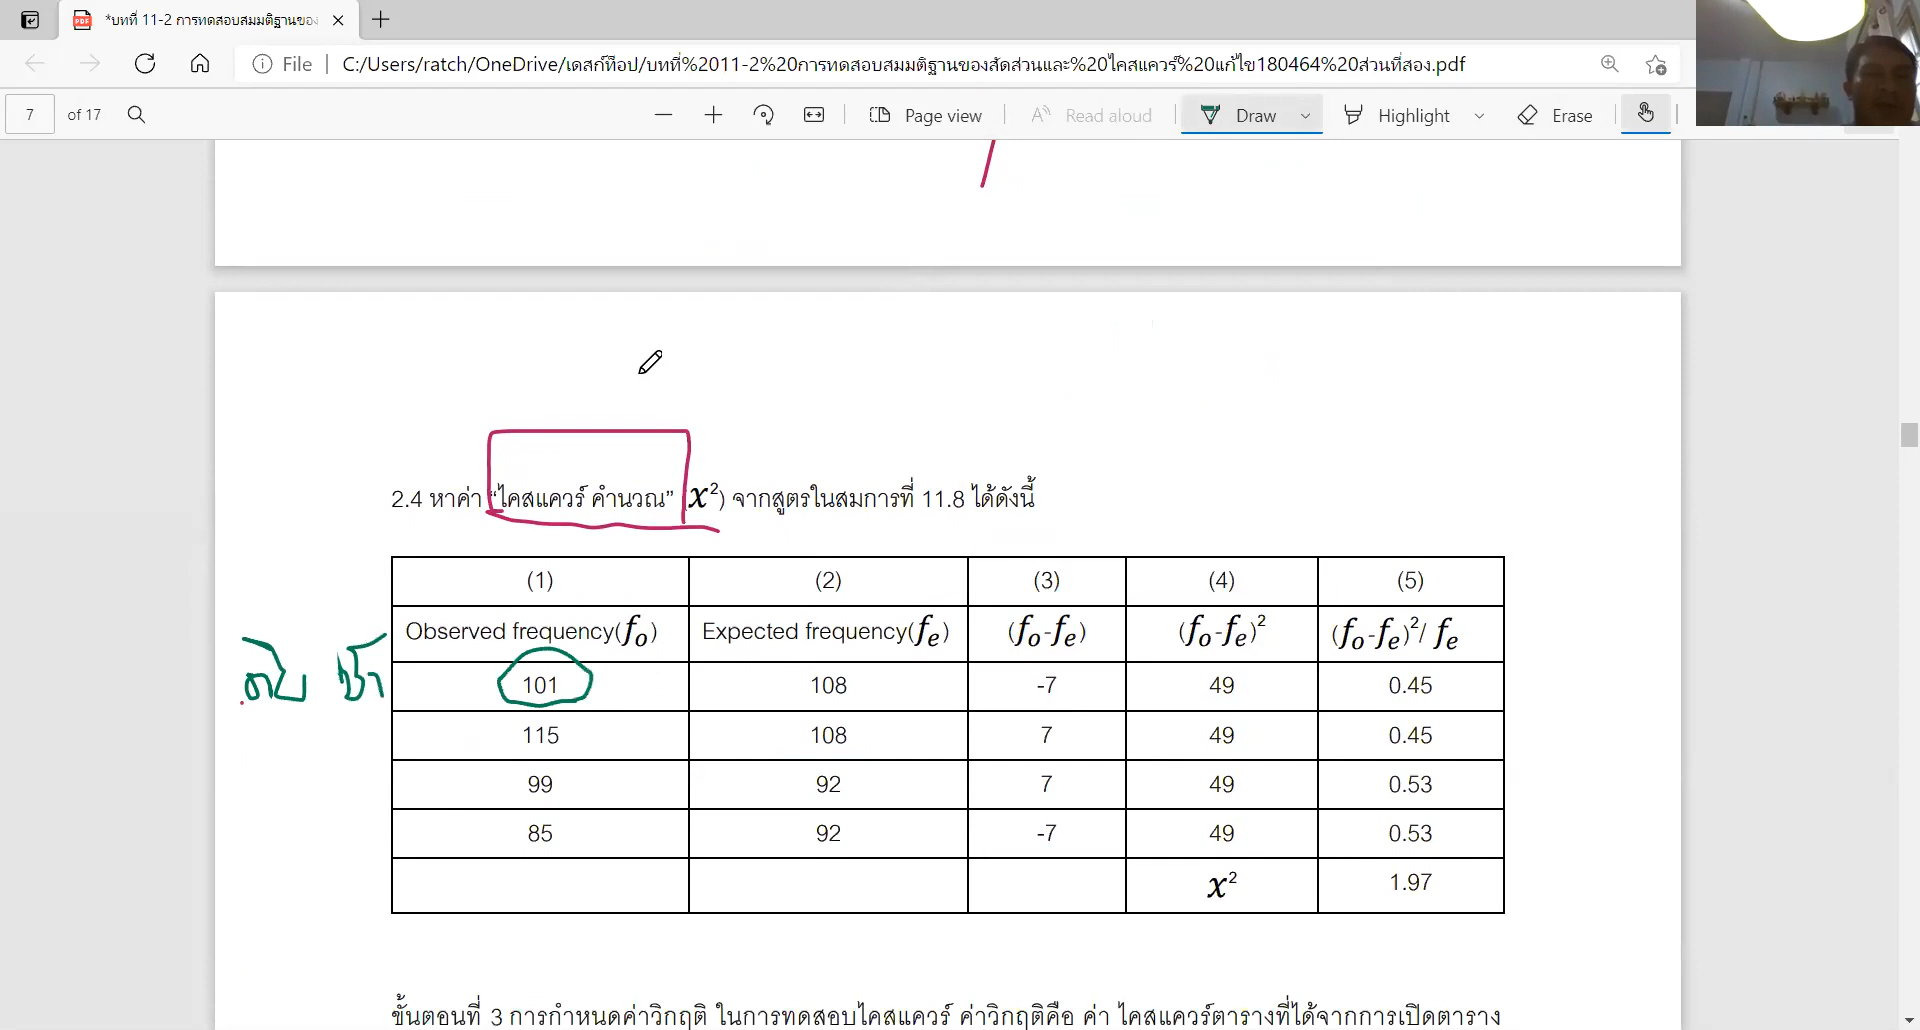 *บทที่ 11-2 การทดสอบสมมติฐานของ
File
C:/Users/ratch/OneDrive/เดสก์ท็อป/บทที่%2011-2%20การทดสอบสมมติฐานของสัดส่วนและ%20ไคสแควร์%20แก้ไข180464%20ส่วนที่สอง.pdf
7 of 17
Page view
Read aloud
Draw
Highlight
Erase
2.4 หาค่า “ไคสแควร์ คำนวณ” (x²) จากสูตรในสมการที่ 11.8 ได้ดังนี้
(1) (2) (3) (4) (5)
Observed frequency(fₒ) Expected frequency(fₑ) (fₒ-fₑ) (fₒ-fₑ)² (fₒ-fₑ)²/ fₑ
101 108 -7 49 0.45
115 108 7 49 0.45
99 92 7 49 0.53
85 92 -7 49 0.53
x² 1.97
ขั้นตอนที่ 3 การกำหนดค่าวิกฤติ ในการทดสอบไคสแควร์ ค่าวิกฤติคือ ค่า ไคสแควร์ตารางที่ได้จากการเปิดตาราง